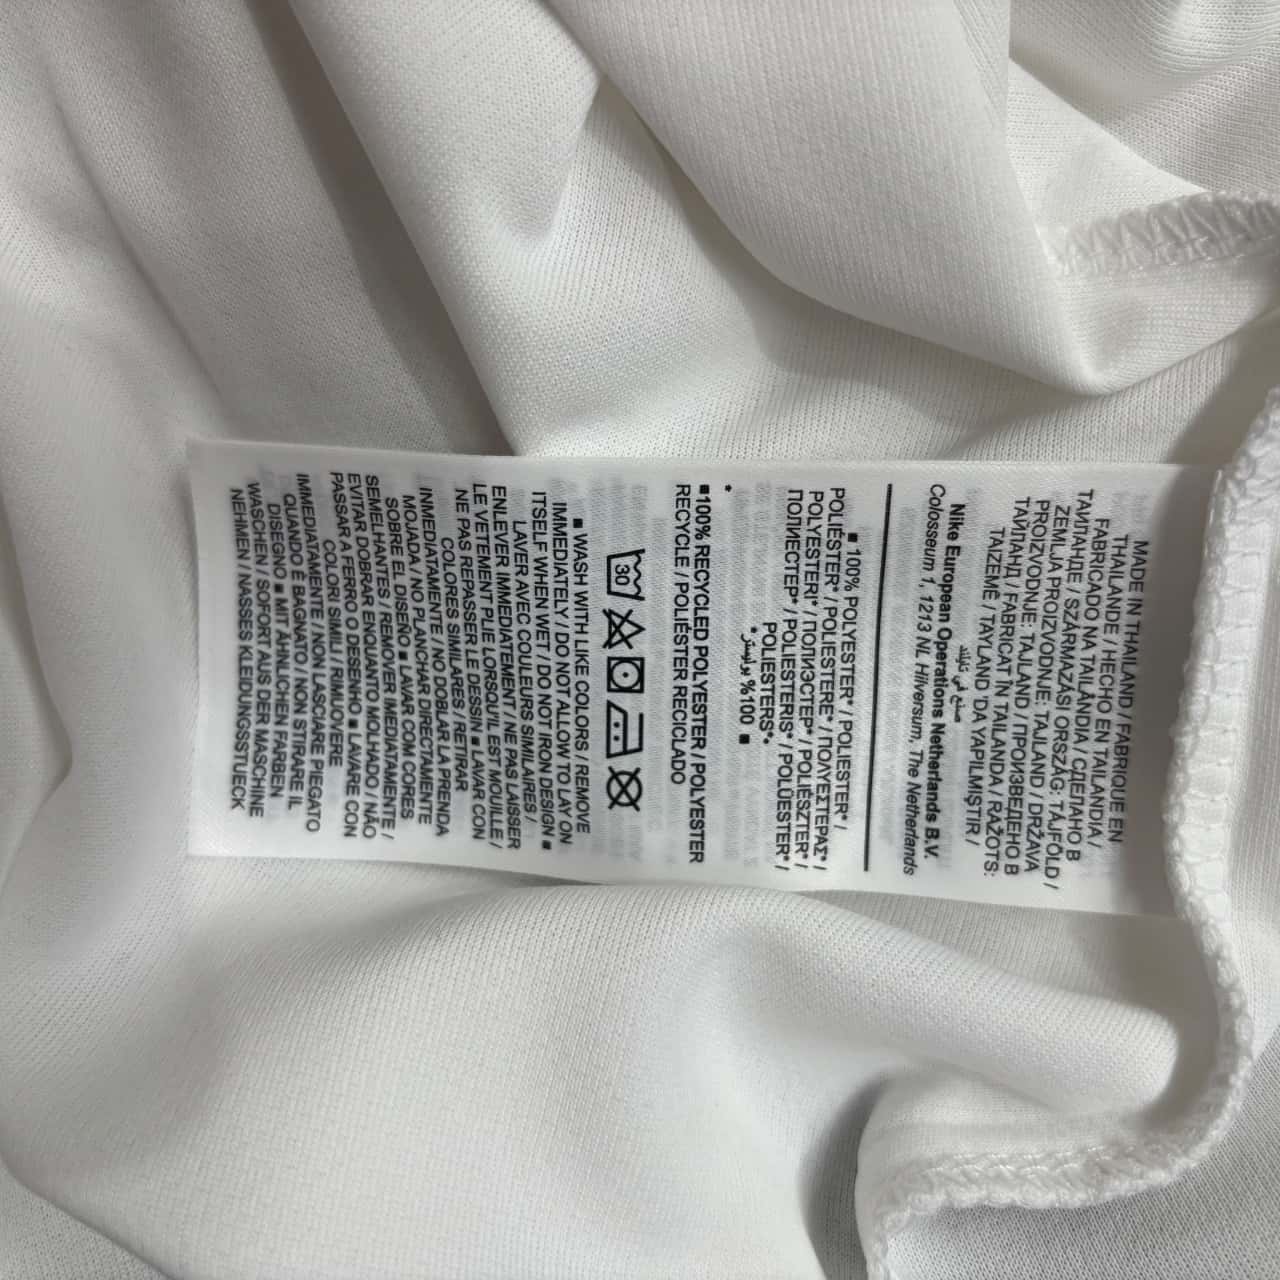 MADE IN THAILAND / FABRIQUE EN
THAILANDE / HECHO EN TAILANDIA /
FABRICADO NA TAILÂNDIA / СДЕЛАНО В
ТАИЛАНДЕ / SZÁRMAZÁSI ORSZÁG: TÁJFÖLD /
ZEMLJA PROIZVODNJE: TAJLAND / DRŽAVA
PROIZVODNJE: TAJLAND / ПРОИЗВЕДЕНО В
ТАЙЛАНД / FABRICAT ÎN TAILANDA / RAŽOTS:
TAIZEMĒ / TAYLAND 'DA YAPILMIŞTIR /
صنع في تايلند
Nike European Operations Netherlands B.V.
Colosseum 1, 1213 NL Hilversum, The Netherlands
■ 100% POLYESTER* / POLIESTER* /
POLIÉSTER* / POLIESTERE* / ΠΟΛΥΕΣΤΕΡΑΣ* /
POLYESTERI* / ПОЛИЭСТЕР* / POLIÉSZTER* /
ПОЛИЕСТЕР* / POLIESTERIS* / POLÜESTER* /
POLIESTERS*■
■ 100% بوليستر *
*
■100% RECYCLED POLYESTER / POLYESTER
RECYCLE / POLIÉSTER RECICLADO
30
■ WASH WITH LIKE COLORS / REMOVE
IMMEDIATELY / DO NOT ALLOW TO LAY ON
ITSELF WHEN WET / DO NOT IRON DESIGN ■
LAVER AVEC COULEURS SIMILAIRES /
ENLEVER IMMEDIATEMENT / NE PAS LAISSER
LE VETEMENT PLIE LORSQU'IL EST MOUILLE /
NE PAS REPASSER LE DESSIN ■ LAVAR CON
COLORES SIMILARES / RETIRAR
INMEDIATAMENTE / NO DOBLAR LA PRENDA
MOJADA / NO PLANCHAR DIRECTAMENTE
SOBRE EL DISEÑO ■ LAVAR COM CORES
SEMELHANTES / REMOVER IMEDIATAMENTE /
EVITAR DOBRAR ENQUANTO MOLHADO / NÃO
PASSAR A FERRO O DESENHO ■ LAVARE CON
COLORI SIMILI / RIMUOVERE
IMMEDIATAMENTE / NON LASCIARE PIEGATO
QUANDO È BAGNATO / NON STIRARE IL
DISEGNO ■ MIT ÄHNLICHEN FARBEN
WASCHEN / SOFORT AUS DER MASCHINE
NEHMEN / NASSES KLEIDUNGSSTUECK